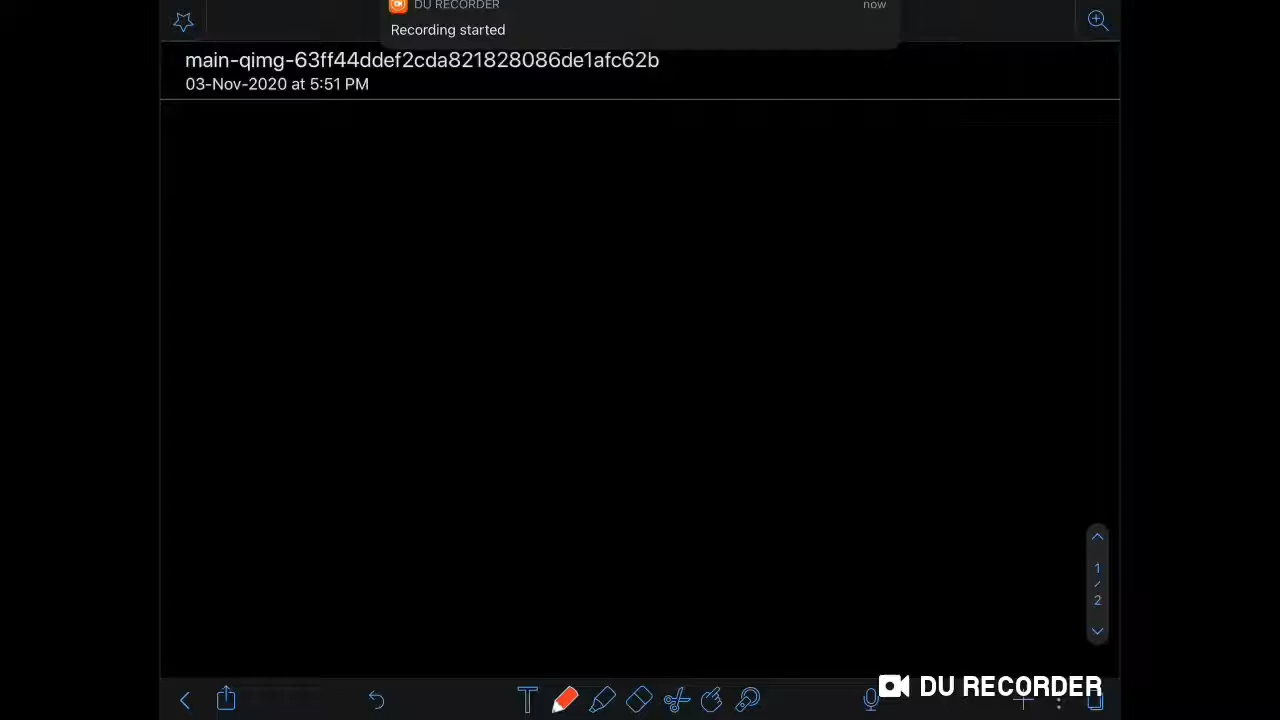 DU RECORDER
now
Recording started
main-qimg-63ff44ddef2cda821828086de1afc62b
03-Nov-2020 at 5:51 PM
1
/
2
T
DU RECORDER